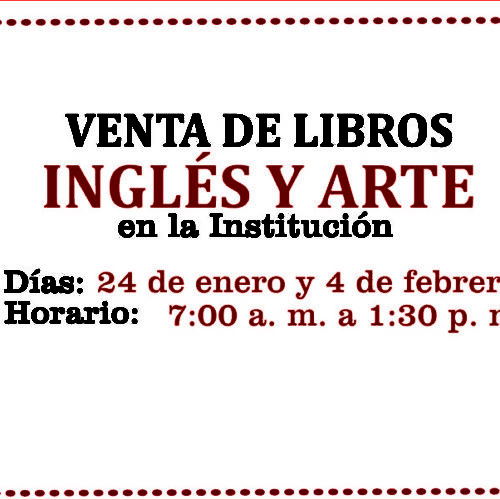 VENTA DE LIBROS
INGLÉS Y ARTE
en la Institución
Días: 24 de enero y 4 de febrer
Horario: 7:00 a. m. a 1:30 p. m